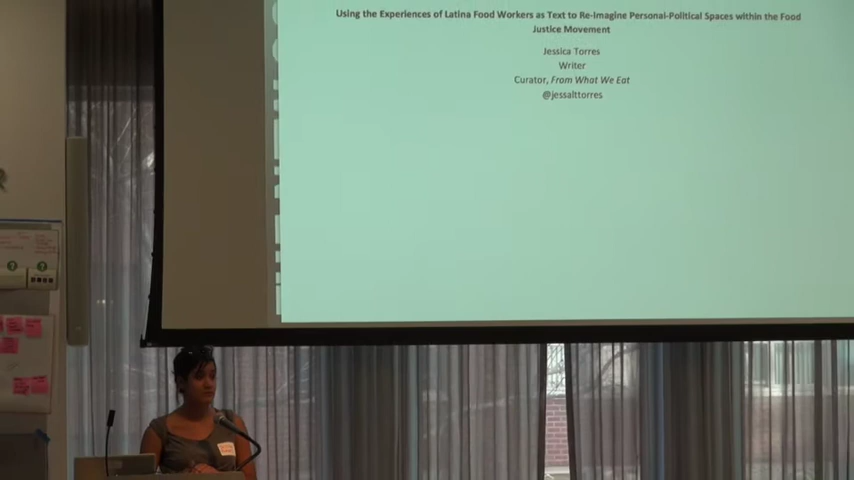 Using the Experiences of Latina Food Workers as Text to Re-Imagine Personal-Political Spaces within the Food
Justice Movement
Jessica Torres
Writer
Curator, From What We Eat
@jessalttorres